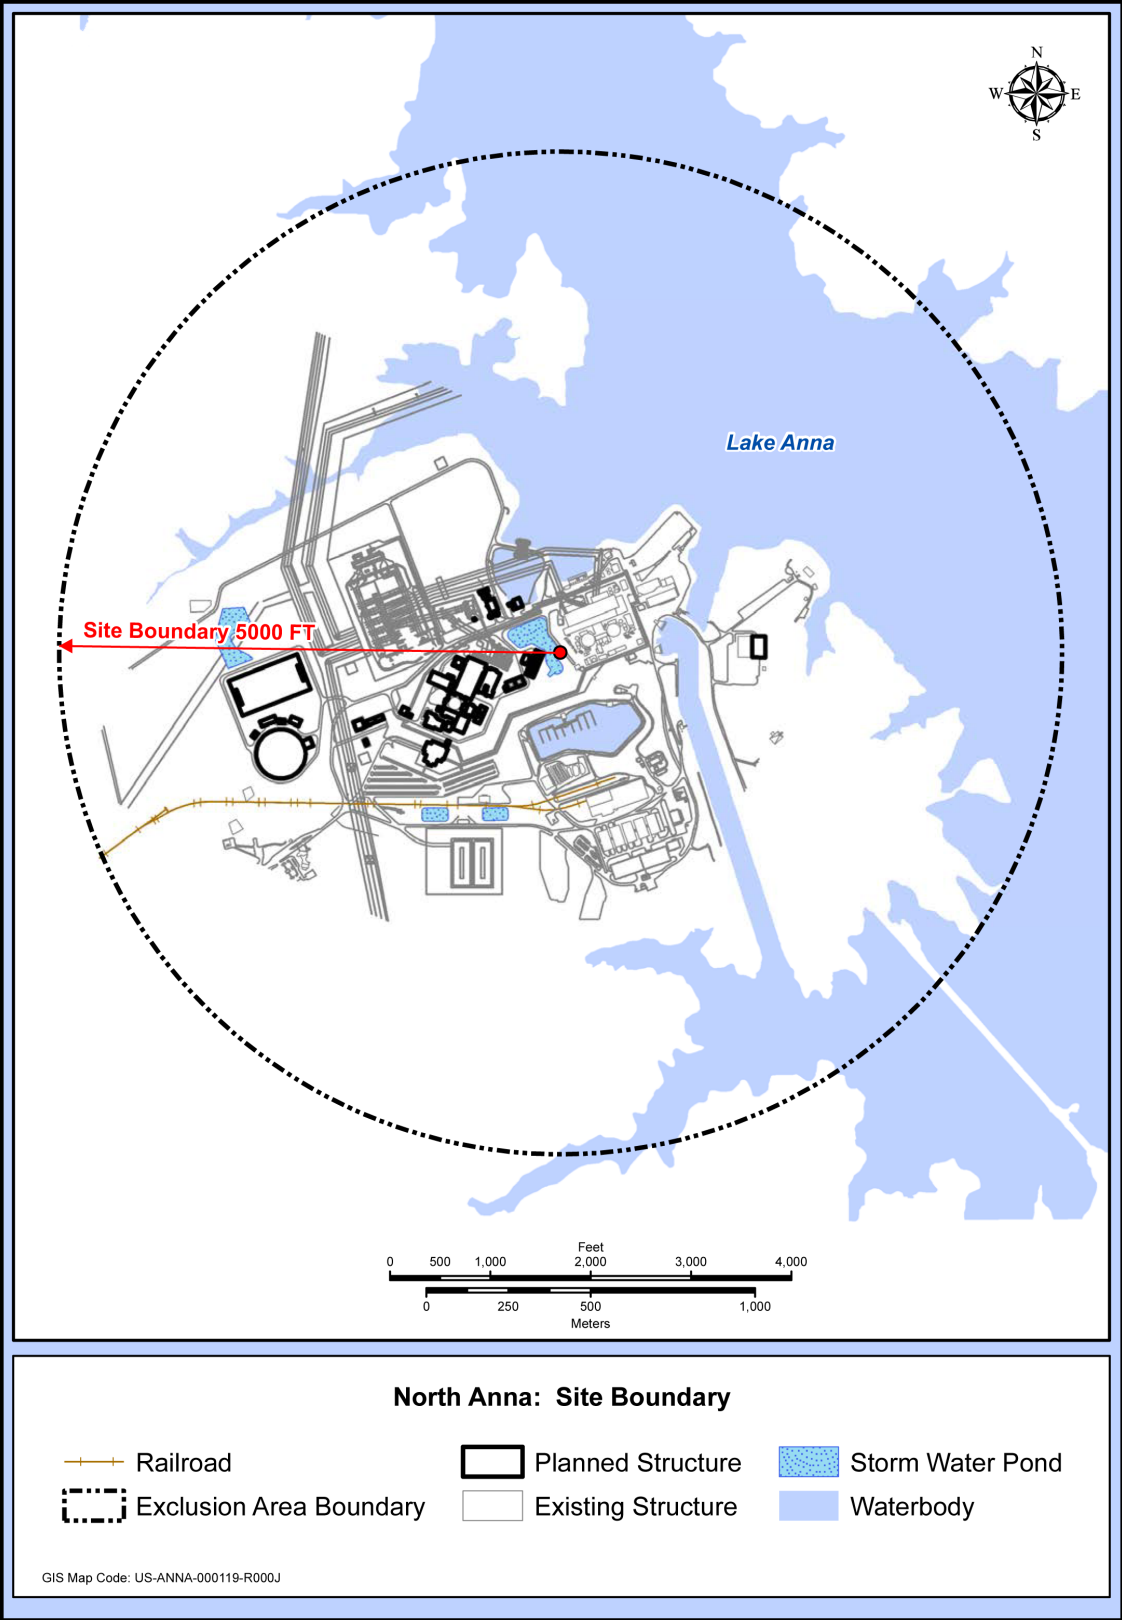 N
W E
S
Lake Anna
Site Boundary 5000 FT
Feet
0 500 1,000 2,000 3,000 4,000
0 250 500 1,000
Meters
North Anna: Site Boundary
Railroad
Planned Structure
Storm Water Pond
Exclusion Area Boundary
Existing Structure
Waterbody
GIS Map Code: US-ANNA-000119-R000J